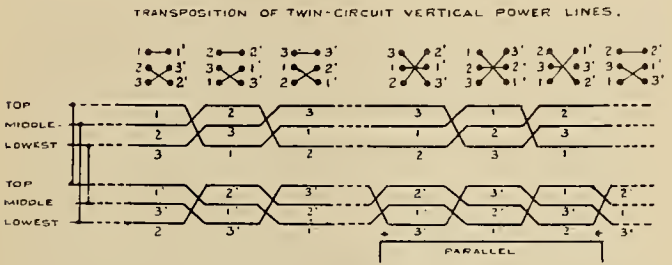 TRANSPOSITION OF TWIN-CIRCUIT VERTICAL POWER LINES.
1 1' 2 2' 3 3' 3 2' 1 3' 2 1' 2 2'
2 3' 3 1' 1 2' 1 1' 2 2' 3 3' 3 1'
3 2' 1 3' 2 1' 2 3' 3 1' 1 2' 1 3'
TOP
1 2 3 3 1 2
MIDDLE
2 3 1 1 2 3
LOWEST
3 1 2 2 3 1
TOP
1' 2' 3' 2' 3' 1' 2'
MIDDLE
3' 1' 2' 1' 2' 3' 1'
LOWEST
2 3' 1' 3' 1' 2 3'
PARALLEL